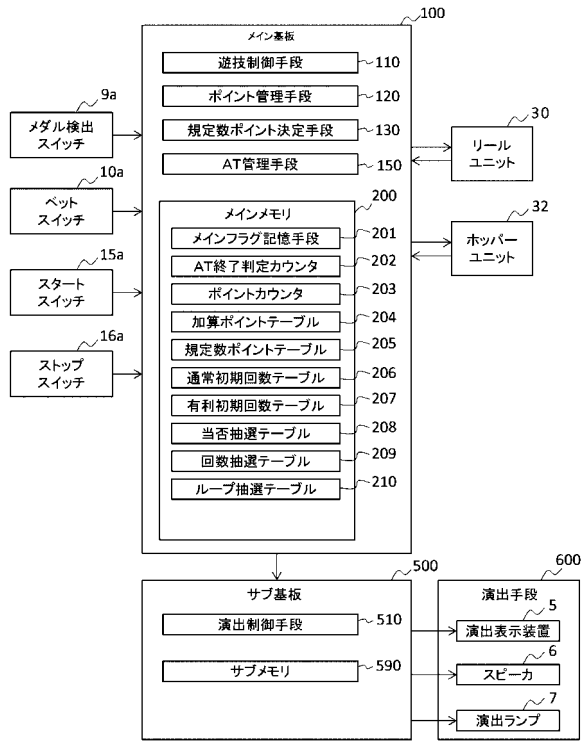 100
メイン基板
遊技制御手段
110
ポイント管理手段
120
規定数ポイント決定手段
130
AT管理手段
150
9a
メダル検出
スイッチ
10a
ベット
スイッチ
15a
スタート
スイッチ
16a
ストップ
スイッチ
30
リール
ユニット
32
ホッパー
ユニット
200
メインメモリ
メインフラグ記憶手段
201
AT終了判定カウンタ
202
ポイントカウンタ
203
加算ポイントテーブル
204
規定数ポイントテーブル
205
通常初期回数テーブル
206
有利初期回数テーブル
207
当否抽選テーブル
208
回数抽選テーブル
209
ループ抽選テーブル
210
500
サブ基板
演出制御手段
510
サブメモリ
590
600
演出手段
5
演出表示装置
6
スピーカ
7
演出ランプ